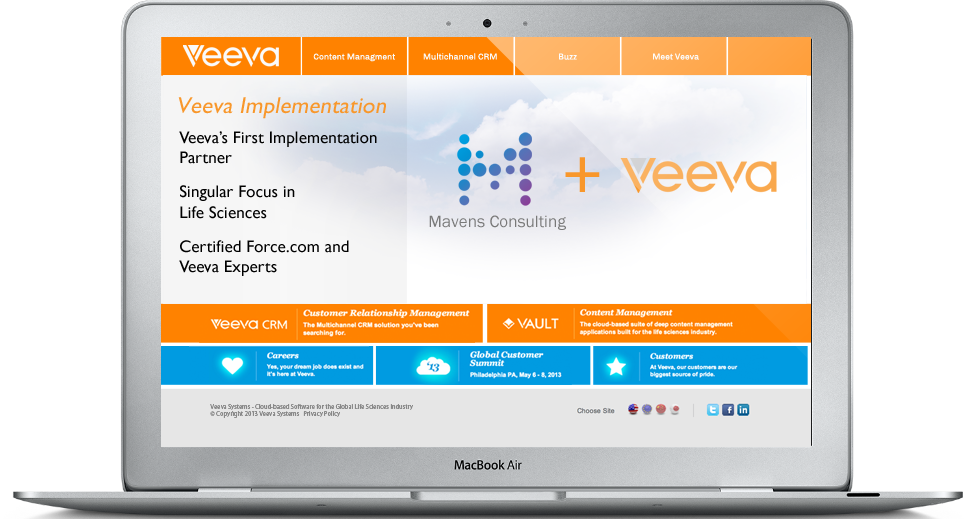 Veeva
Content Managment
Multichannel CRM
Buzz
Meet Veeva
Veeva Implementation
Veeva's First Implementation
Partner
Singular Focus in
Life Sciences
Certified Force.com and
Veeva Experts
Mavens Consulting
+
Veeva
Veeva CRM
Customer Relationship Management
The Multichannel CRM solution you've been
searching for.
VAULT
Content Management
The cloud-based suite of deep content management
applications built for the life sciences industry.
Careers
Yes, your dream job does exist and
it's here at Veeva.
'13
Global Customer
Summit
Philadelphia PA, May 6 - 8, 2013
Customers
At Veeva, our customers are our
biggest source of pride.
Veeva Systems - Cloud-based Software for the Global Life Sciences Industry
© Copyright 2013 Veeva Systems Privacy Policy
Choose Site
t
f
in
MacBook Air